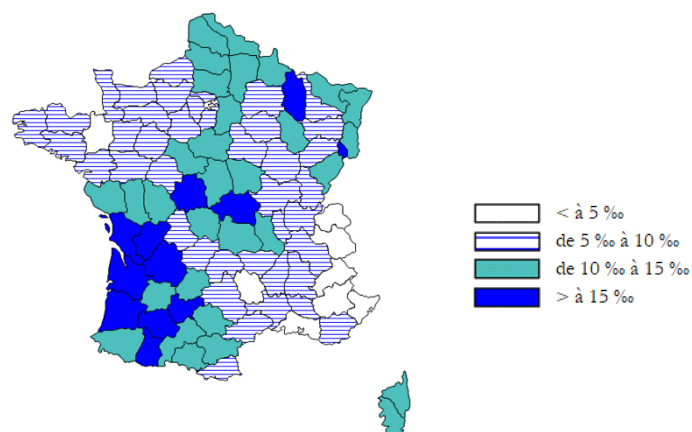 < à 5 ‰
de 5 ‰ à 10 ‰
de 10 ‰ à 15 ‰
> à 15 ‰